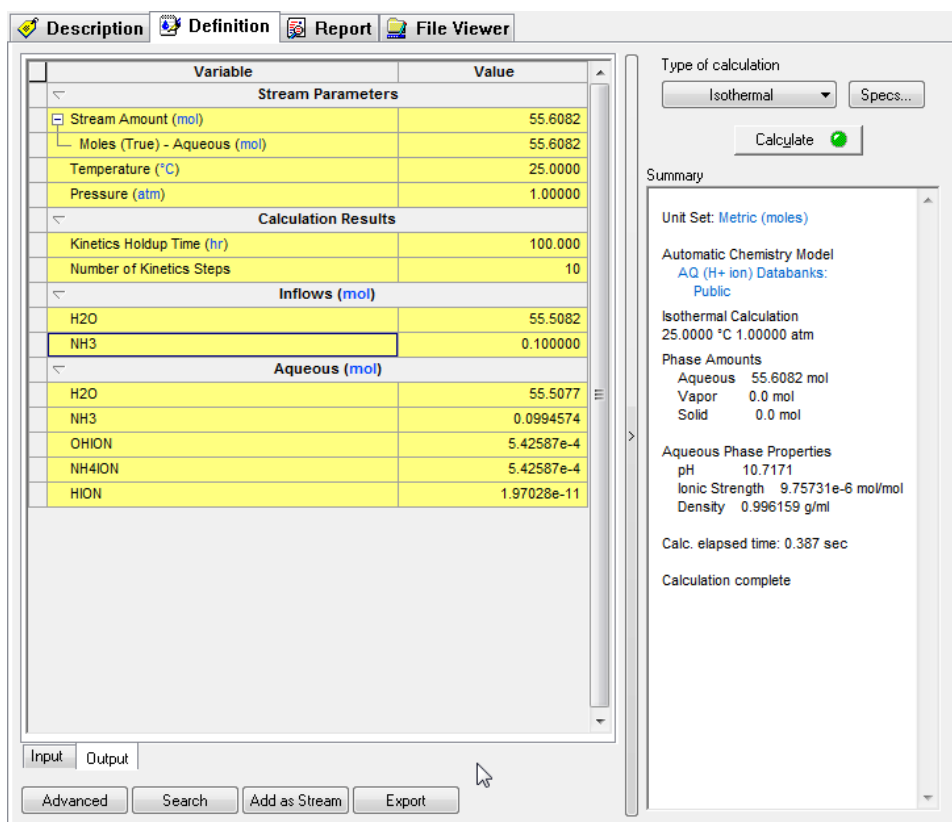 Description Definition Report File Viewer
Variable Value
Stream Parameters
Stream Amount (mol) 55.6082
Moles (True) - Aqueous (mol) 55.6082
Temperature (°C) 25.0000
Pressure (atm) 1.00000
Calculation Results
Kinetics Holdup Time (hr) 100.000
Number of Kinetics Steps 10
Inflows (mol)
H2O 55.5082
NH3 0.100000
Aqueous (mol)
H2O 55.5077
NH3 0.0994574
OHION 5.42587e-4
NH4ION 5.42587e-4
HION 1.97028e-11
Input Output
Advanced Search Add as Stream Export
Type of calculation
Isothermal Specs...
Calculate
Summary
Unit Set: Metric (moles)
Automatic Chemistry Model
AQ (H+ ion) Databanks:
Public
Isothermal Calculation
25.0000 °C 1.00000 atm
Phase Amounts
Aqueous 55.6082 mol
Vapor 0.0 mol
Solid 0.0 mol
Aqueous Phase Properties
pH 10.7171
Ionic Strength 9.75731e-6 mol/mol
Density 0.996159 g/ml
Calc. elapsed time: 0.387 sec
Calculation complete